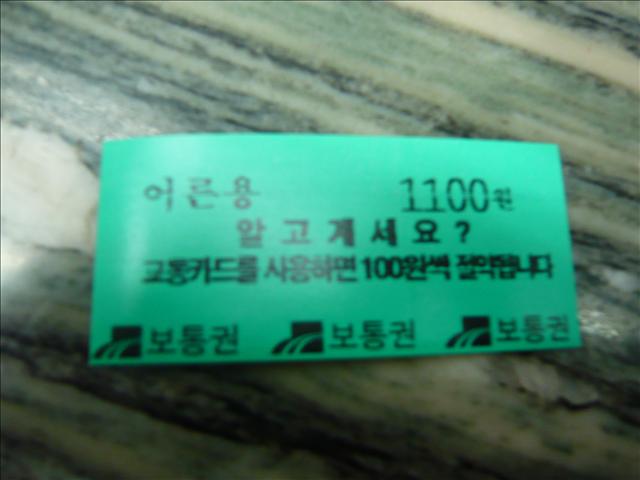 어른용 1100원
알고계세요?
교통카드를 사용하면 100원씩 절약됩니다
보통권 보통권 보통권